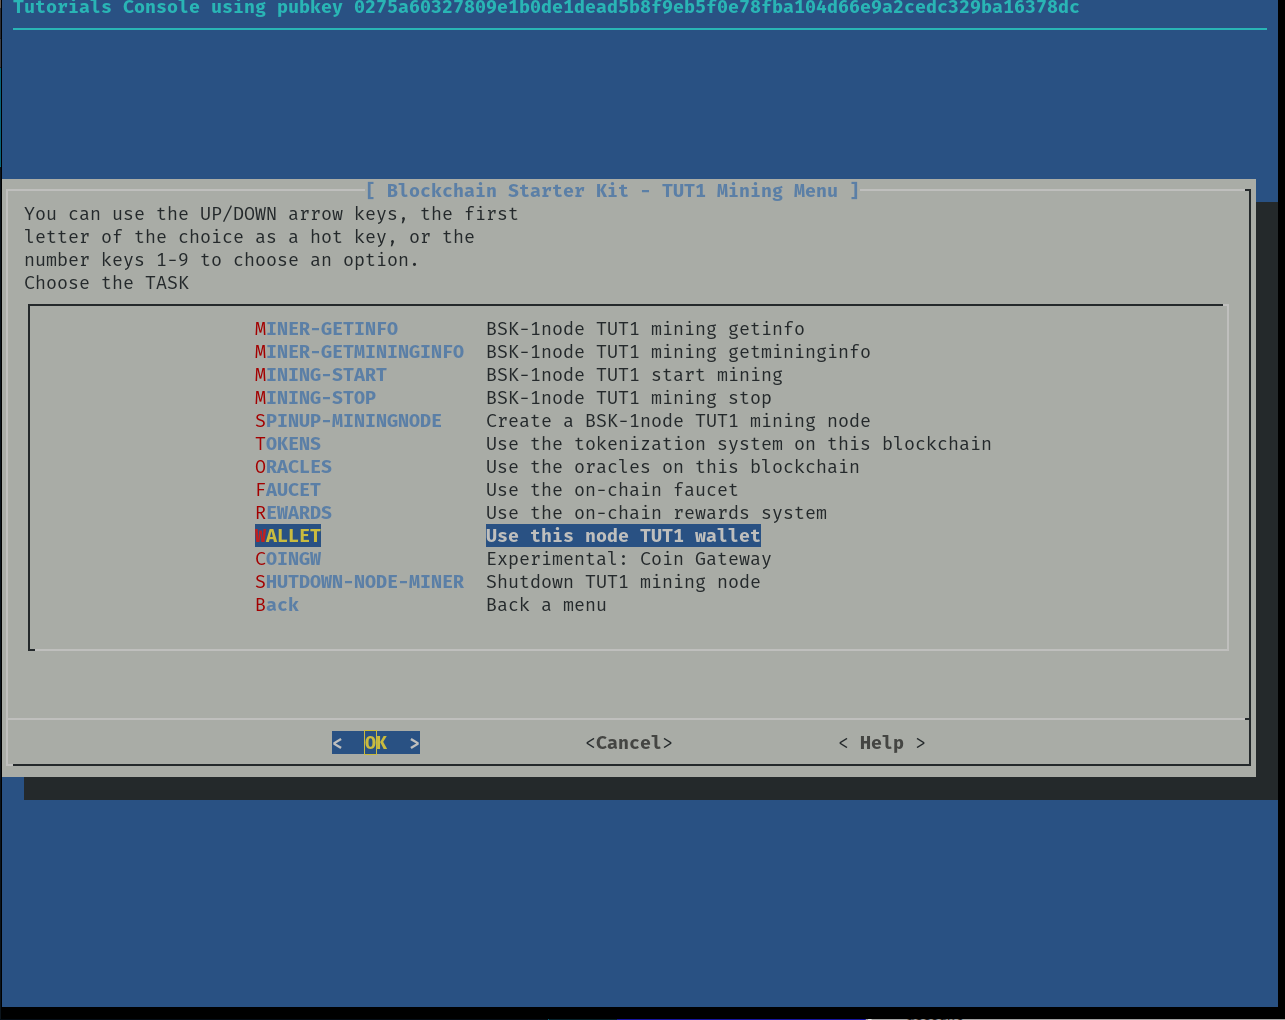 Tutorials Console using pubkey 0275a60327809e1b0de1dead5b8f9eb5f0e78fba104d66e9a2cedc329ba16378dc
[ Blockchain Starter Kit - TUT1 Mining Menu ]
You can use the UP/DOWN arrow keys, the first
letter of the choice as a hot key, or the
number keys 1-9 to choose an option.
Choose the TASK
MINER-GETINFO BSK-1node TUT1 mining getinfo
MINER-GETMININGINFO BSK-1node TUT1 mining getmininginfo
MINING-START BSK-1node TUT1 start mining
MINING-STOP BSK-1node TUT1 mining stop
SPINUP-MININGNODE Create a BSK-1node TUT1 mining node
TOKENS Use the tokenization system on this blockchain
ORACLES Use the oracles on this blockchain
FAUCET Use the on-chain faucet
REWARDS Use the on-chain rewards system
WALLET Use this node TUT1 wallet
COINGW Experimental: Coin Gateway
SHUTDOWN-NODE-MINER Shutdown TUT1 mining node
Back Back a menu
< OK > <Cancel> < Help >